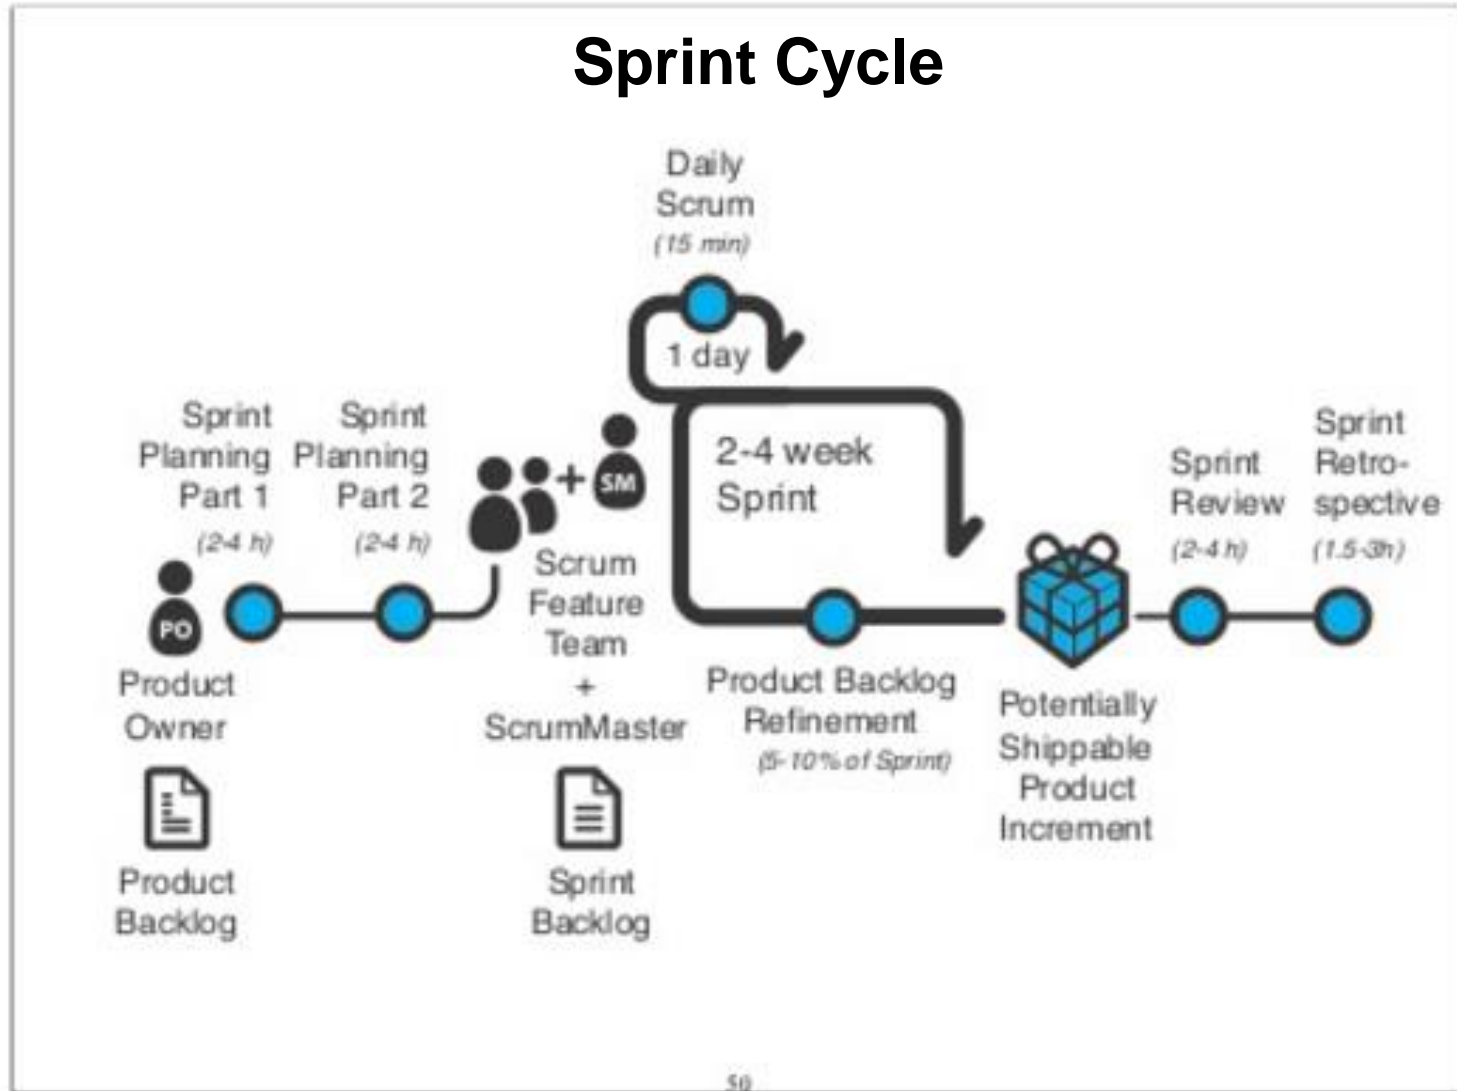 Sprint Cycle
Daily
Scrum
(15 min)
1 day
Sprint
Planning
Part 1
(2-4 h)
Sprint
Planning
Part 2
(2-4 h)
+
SM
2-4 week
Sprint
Sprint
Review
(2-4 h)
Sprint
Retro-
spective
(1.5-3h)
PO
Product
Owner
Scrum
Feature
Team
+
ScrumMaster
Product Backlog
Refinement
(5-10% of Sprint)
Potentially
Shippable
Product
Increment
Product
Backlog
Sprint
Backlog
50